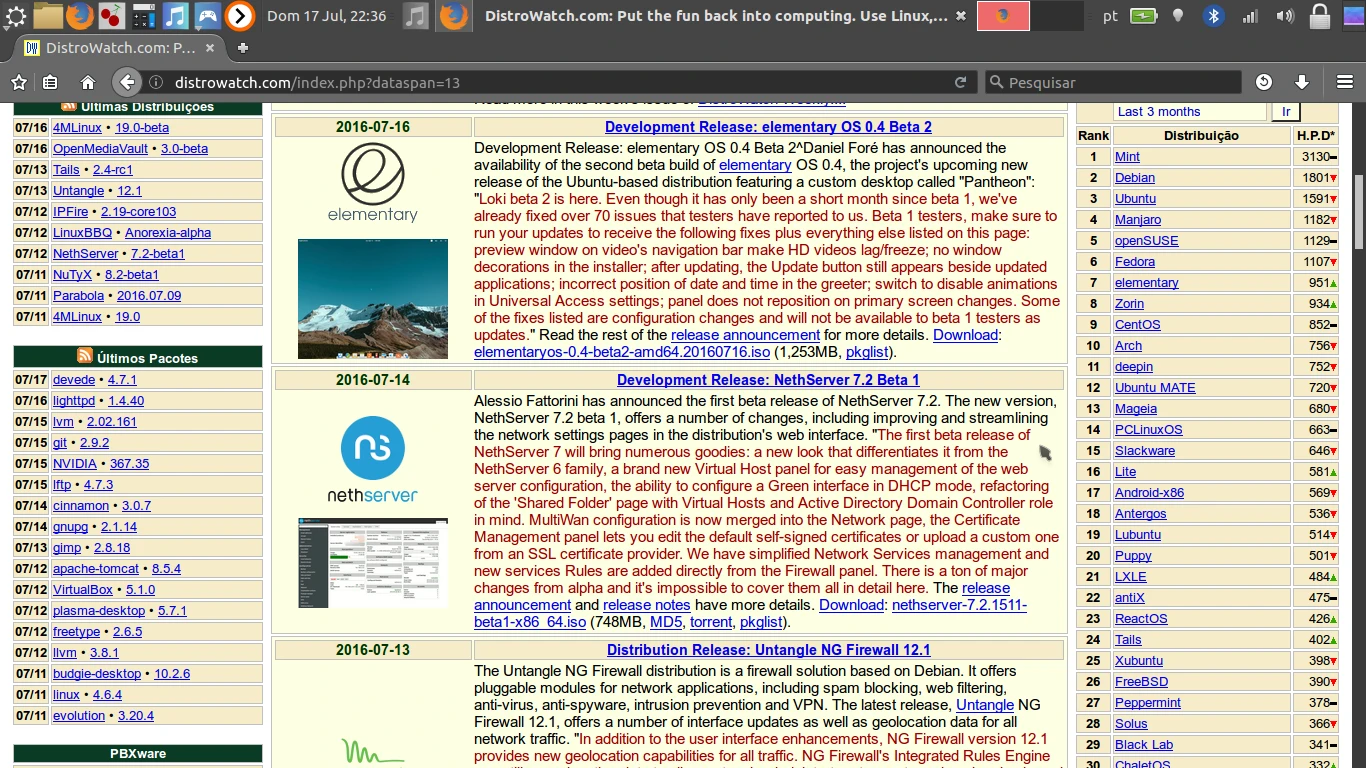 Dom 17 Jul, 22:36
DistroWatch.com: Put the fun back into computing. Use Linux,...
pt
DW DistroWatch.com: P...
distrowatch.com/index.php?dataspan=13
Pesquisar
Últimas Distribuições
07/16 4MLinux • 19.0-beta
07/16 OpenMediaVault • 3.0-beta
07/13 Tails • 2.4-rc1
07/13 Untangle • 12.1
07/12 IPFire • 2.19-core103
07/12 LinuxBBQ • Anorexia-alpha
07/12 NethServer • 7.2-beta1
07/11 NuTyX • 8.2-beta1
07/11 Parabola • 2016.07.09
07/11 4MLinux • 19.0
Últimos Pacotes
07/17 devede • 4.7.1
07/16 lighttpd • 1.4.40
07/15 lvm • 2.02.161
07/15 git • 2.9.2
07/15 NVIDIA • 367.35
07/15 lftp • 4.7.3
07/14 cinnamon • 3.0.7
07/14 gnupg • 2.1.14
07/13 gimp • 2.8.18
07/12 apache-tomcat • 8.5.4
07/12 VirtualBox • 5.1.0
07/12 plasma-desktop • 5.7.1
07/12 freetype • 2.6.5
07/12 llvm • 3.8.1
07/11 budgie-desktop • 10.2.6
07/11 linux • 4.6.4
07/11 evolution • 3.20.4
PBXware
2016-07-16
Development Release: elementary OS 0.4 Beta 2
elementary
Development Release: elementary OS 0.4 Beta 2^Daniel Foré has announced the
availability of the second beta build of elementary OS 0.4, the project's upcoming new
release of the Ubuntu-based distribution featuring a custom desktop called "Pantheon":
"Loki beta 2 is here. Even though it has only been a short month since beta 1, we've
already fixed over 70 issues that testers have reported to us. Beta 1 testers, make sure to
run your updates to receive the following fixes plus everything else listed on this page:
preview window on video's navigation bar make HD videos lag/freeze; no window
decorations in the installer; after updating, the Update button still appears beside updated
applications; incorrect position of date and time in the greeter; switch to disable animations
in Universal Access settings; panel does not reposition on primary screen changes. Some
of the fixes listed are configuration changes and will not be available to beta 1 testers as
updates." Read the rest of the release announcement for more details. Download:
elementaryos-0.4-beta2-amd64.20160716.iso (1,253MB, pkglist).
2016-07-14
Development Release: NethServer 7.2 Beta 1
ns
nethserver
Alessio Fattorini has announced the first beta release of NethServer 7.2. The new version,
NethServer 7.2 beta 1, offers a number of changes, including improving and streamlining
the network settings pages in the distribution's web interface. "The first beta release of
NethServer 7 will bring numerous goodies: a new look that differentiates it from the
NethServer 6 family, a brand new Virtual Host panel for easy management of the web
server configuration, the ability to configure a Green interface in DHCP mode, refactoring
of the 'Shared Folder' page with Virtual Hosts and Active Directory Domain Controller role
in mind. MultiWan configuration is now merged into the Network page, the Certificate
Management panel lets you edit the default self-signed certificates or upload a custom one
from an SSL certificate provider. We have simplified Network Services management and
new services Rules are added directly from the Firewall panel. There is a ton of major
changes from alpha and it's impossible to cover them all in detail here. The release
announcement and release notes have more details. Download: nethserver-7.2.1511-
beta1-x86_64.iso (748MB, MD5, torrent, pkglist).
2016-07-13
Distribution Release: Untangle NG Firewall 12.1
The Untangle NG Firewall distribution is a firewall solution based on Debian. It offers
pluggable modules for network applications, including spam blocking, web filtering,
anti-virus, anti-spyware, intrusion prevention and VPN. The latest release, Untangle NG
Firewall 12.1, offers a number of interface updates as well as geolocation data for all
network traffic. "In addition to the user interface enhancements, NG Firewall version 12.1
provides new geolocation capabilities for all traffic. NG Firewall's Integrated Rules Engine
Last 3 months
Ir
Rank Distribuição H.P.D*
1 Mint 3130
2 Debian 1801
3 Ubuntu 1591
4 Manjaro 1182
5 openSUSE 1129
6 Fedora 1107
7 elementary 951
8 Zorin 934
9 CentOS 852
10 Arch 756
11 deepin 752
12 Ubuntu MATE 720
13 Mageia 680
14 PCLinuxOS 663
15 Slackware 646
16 Lite 581
17 Android-x86 569
18 Antergos 536
19 Lubuntu 514
20 Puppy 501
21 LXLE 484
22 antiX 475
23 ReactOS 426
24 Tails 402
25 Xubuntu 398
26 FreeBSD 390
27 Peppermint 378
28 Solus 366
29 Black Lab 341
30 ChaletOS 332